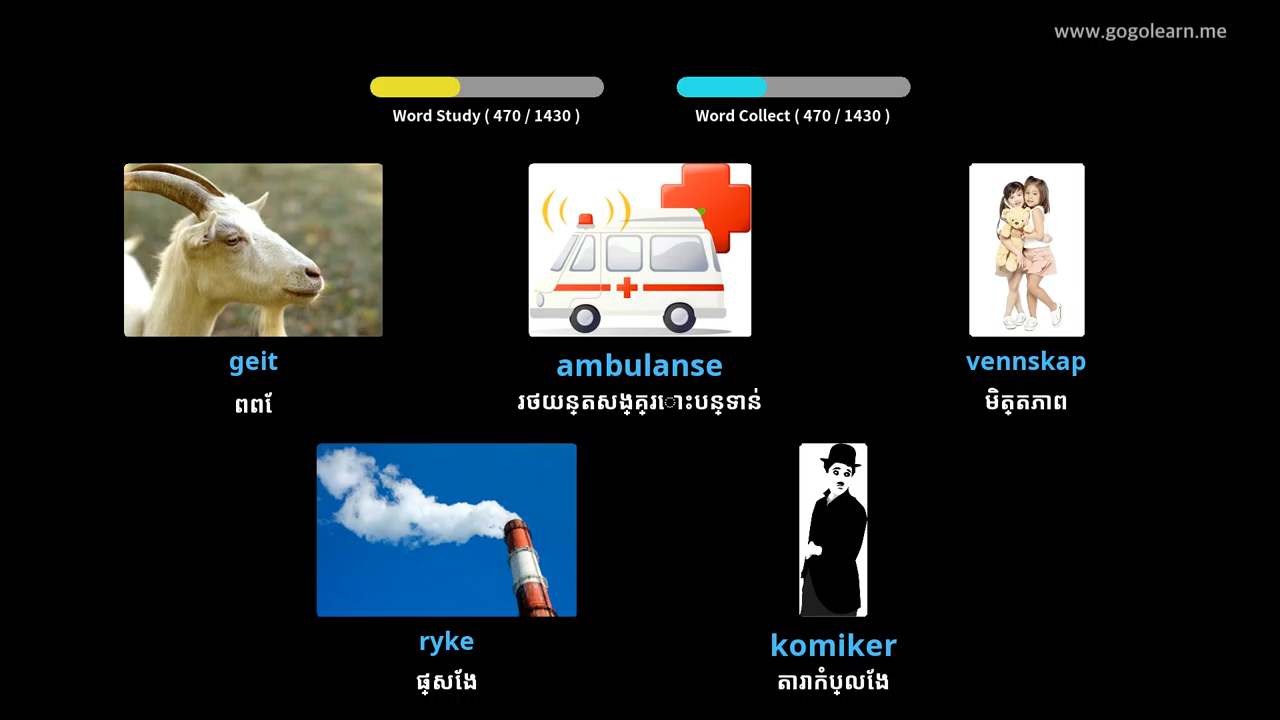 www.gogolearn.me
Word Study ( 470 / 1430 )
Word Collect ( 470 / 1430 )
geit
ambulanse
vennskap
ពពែ
រថយន្តសង្គ្រោះបន្ទាន់
មិត្តភាព
ryke
komiker
ផ្សែង
តារាកំប្លែង